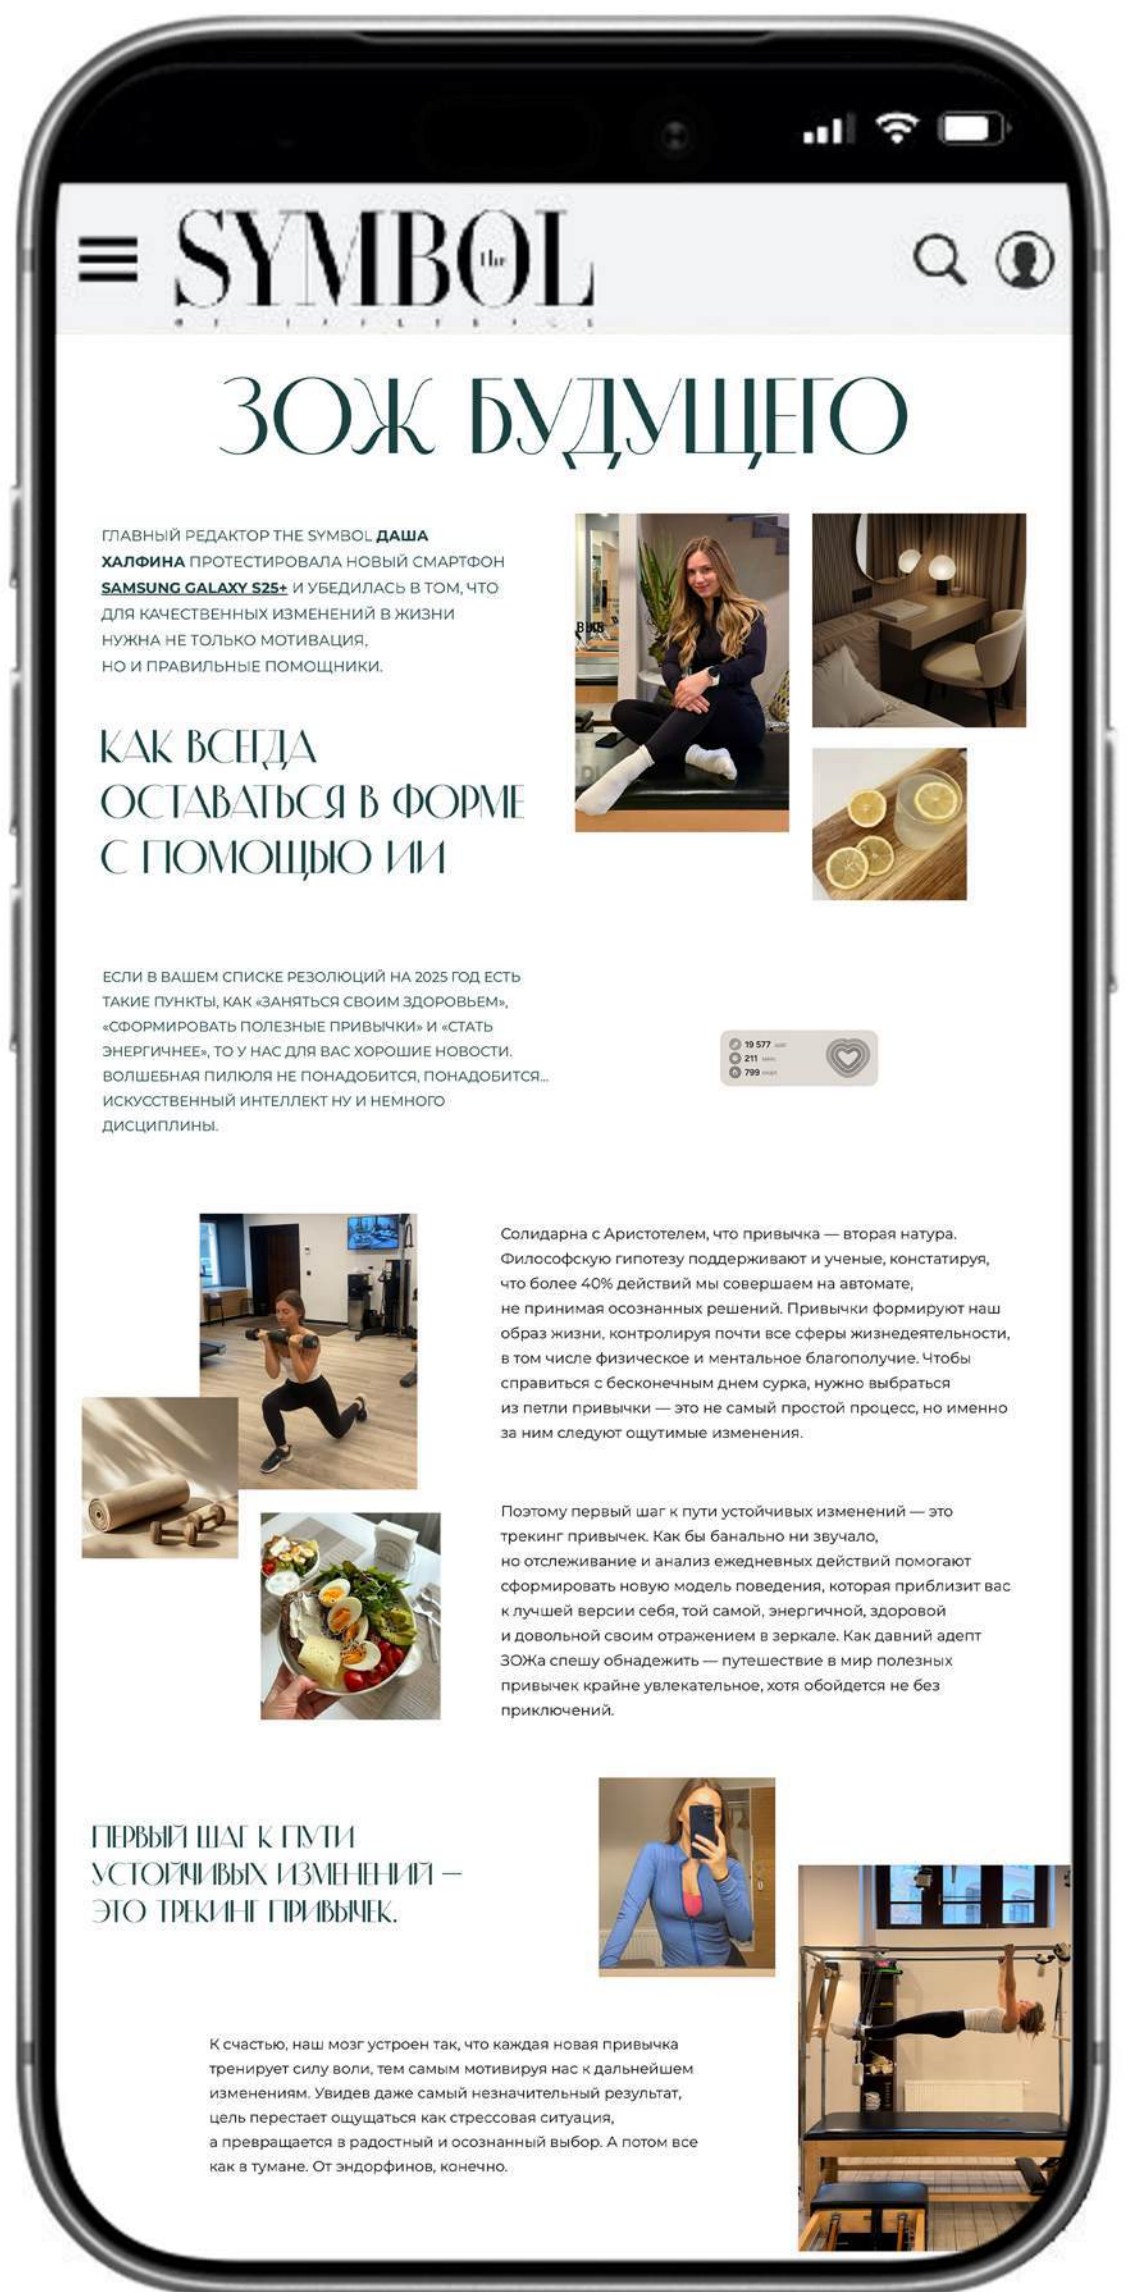 SYMBOL
the
ЗОЖ БУДУЩЕГО
ГЛАВНЫЙ РЕДАКТОР THE SYMBOL ДАША
ХАЛФИНА ПРОТЕСТИРОВАЛА НОВЫЙ СМАРТФОН
SAMSUNG GALAXY S25+ И УБЕДИЛАСЬ В ТОМ, ЧТО
ДЛЯ КАЧЕСТВЕННЫХ ИЗМЕНЕНИЙ В ЖИЗНИ
НУЖНА НЕ ТОЛЬКО МОТИВАЦИЯ,
НО И ПРАВИЛЬНЫЕ ПОМОЩНИКИ.
КАК ВСЕГДА
ОСТАВАТЬСЯ В ФОРМЕ
С ПОМОЩЬЮ ИИ
ЕСЛИ В ВАШЕМ СПИСКЕ РЕЗОЛЮЦИЙ НА 2025 ГОД ЕСТЬ
ТАКИЕ ПУНКТЫ, КАК «ЗАНЯТЬСЯ СВОИМ ЗДОРОВЬЕМ»,
«СФОРМИРОВАТЬ ПОЛЕЗНЫЕ ПРИВЫЧКИ» И «СТАТЬ
ЭНЕРГИЧНЕЕ», ТО У НАС ДЛЯ ВАС ХОРОШИЕ НОВОСТИ.
ВОЛШЕБНАЯ ПИЛЮЛЯ НЕ ПОНАДОБИТСЯ, ПОНАДОБИТСЯ...
ИСКУССТВЕННЫЙ ИНТЕЛЛЕКТ НУ И НЕМНОГО
ДИСЦИПЛИНЫ.
19 577
211
799
Солидарна с Аристотелем, что привычка — вторая натура.
Философскую гипотезу поддерживают и ученые, констатируя,
что более 40% действий мы совершаем на автомате,
не принимая осознанных решений. Привычки формируют наш
образ жизни, контролируя почти все сферы жизнедеятельности,
в том числе физическое и ментальное благополучие. Чтобы
справиться с бесконечным днем сурка, нужно выбраться
из петли привычки — это не самый простой процесс, но именно
за ним следуют ощутимые изменения.
Поэтому первый шаг к пути устойчивых изменений — это
трекинг привычек. Как бы банально ни звучало,
но отслеживание и анализ ежедневных действий помогают
сформировать новую модель поведения, которая приблизит вас
к лучшей версии себя, той самой, энергичной, здоровой
и довольной своим отражением в зеркале. Как давний адепт
ЗОЖа спешу обнадежить — путешествие в мир полезных
привычек крайне увлекательное, хотя обойдется не без
приключений.
ПЕРВЫЙ ШАГ К ПУТИ
УСТОЙЧИВЫХ ИЗМЕНЕНИЙ —
ЭТО ТРЕКИНГ ПРИВЫЧЕК.
К счастью, наш мозг устроен так, что каждая новая привычка
тренирует силу воли, тем самым мотивируя нас к дальнейшем
изменениям. Увидев даже самый незначительный результат,
цель перестает ощущаться как стрессовая ситуация,
а превращается в радостный и осознанный выбор. А потом все
как в тумане. От эндорфинов, конечно.